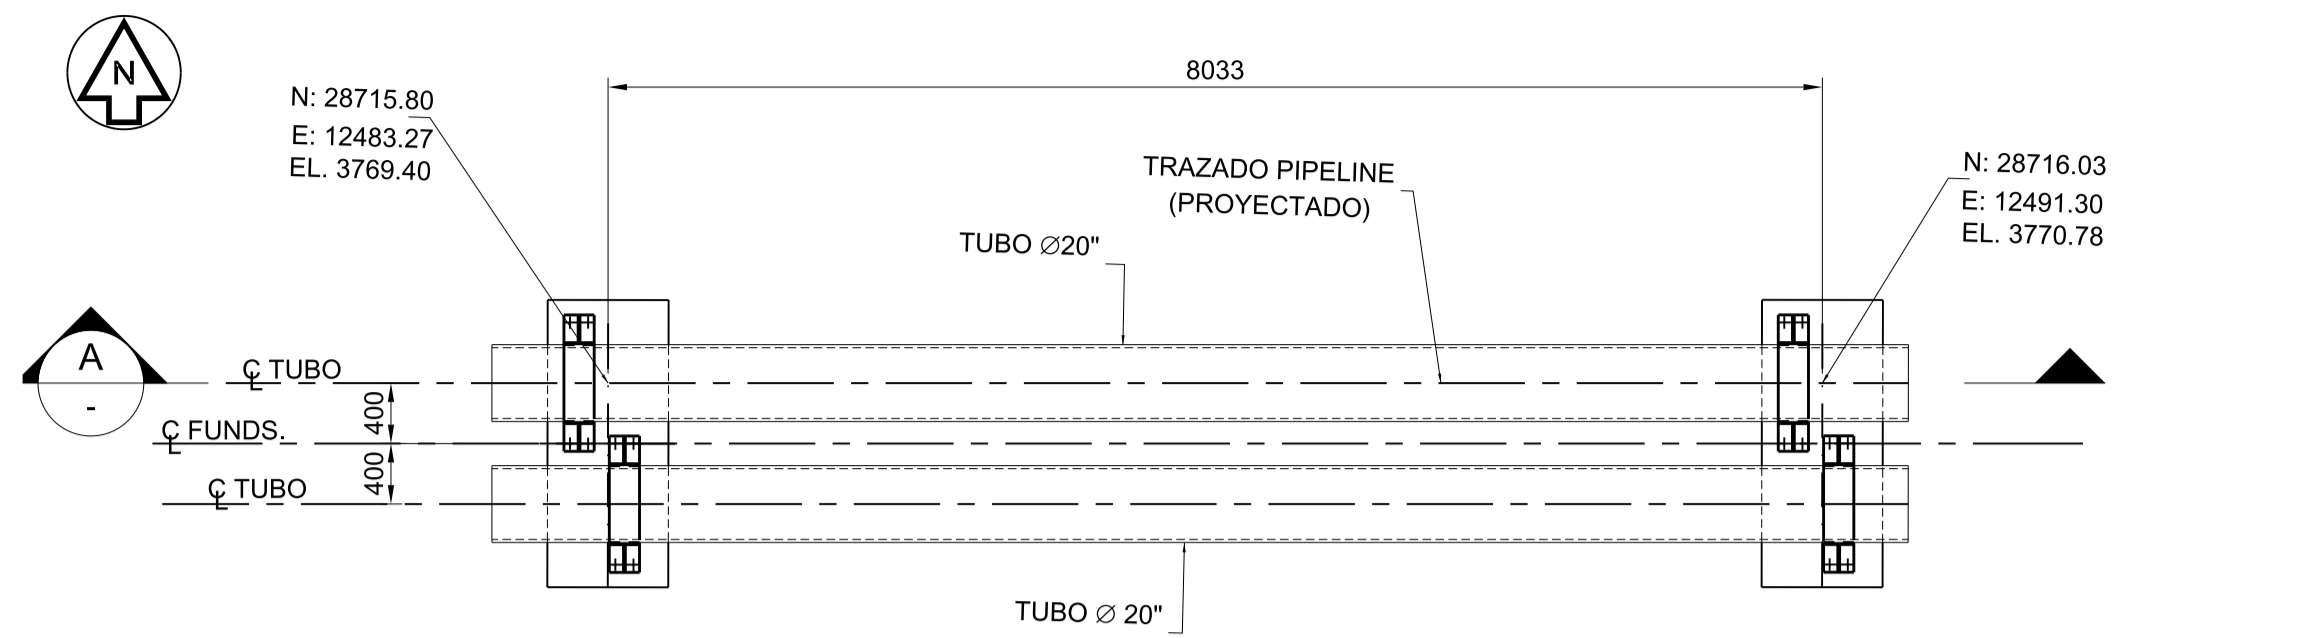 N
8033
N: 28715.80
E: 12483.27
EL. 3769.40
TRAZADO PIPELINE
(PROYECTADO)
N: 28716.03
E: 12491.30
EL. 3770.78
TUBO ∅20"
A
-
℄ TUBO
400
℄ FUNDS.
400
℄ TUBO
TUBO ∅ 20"